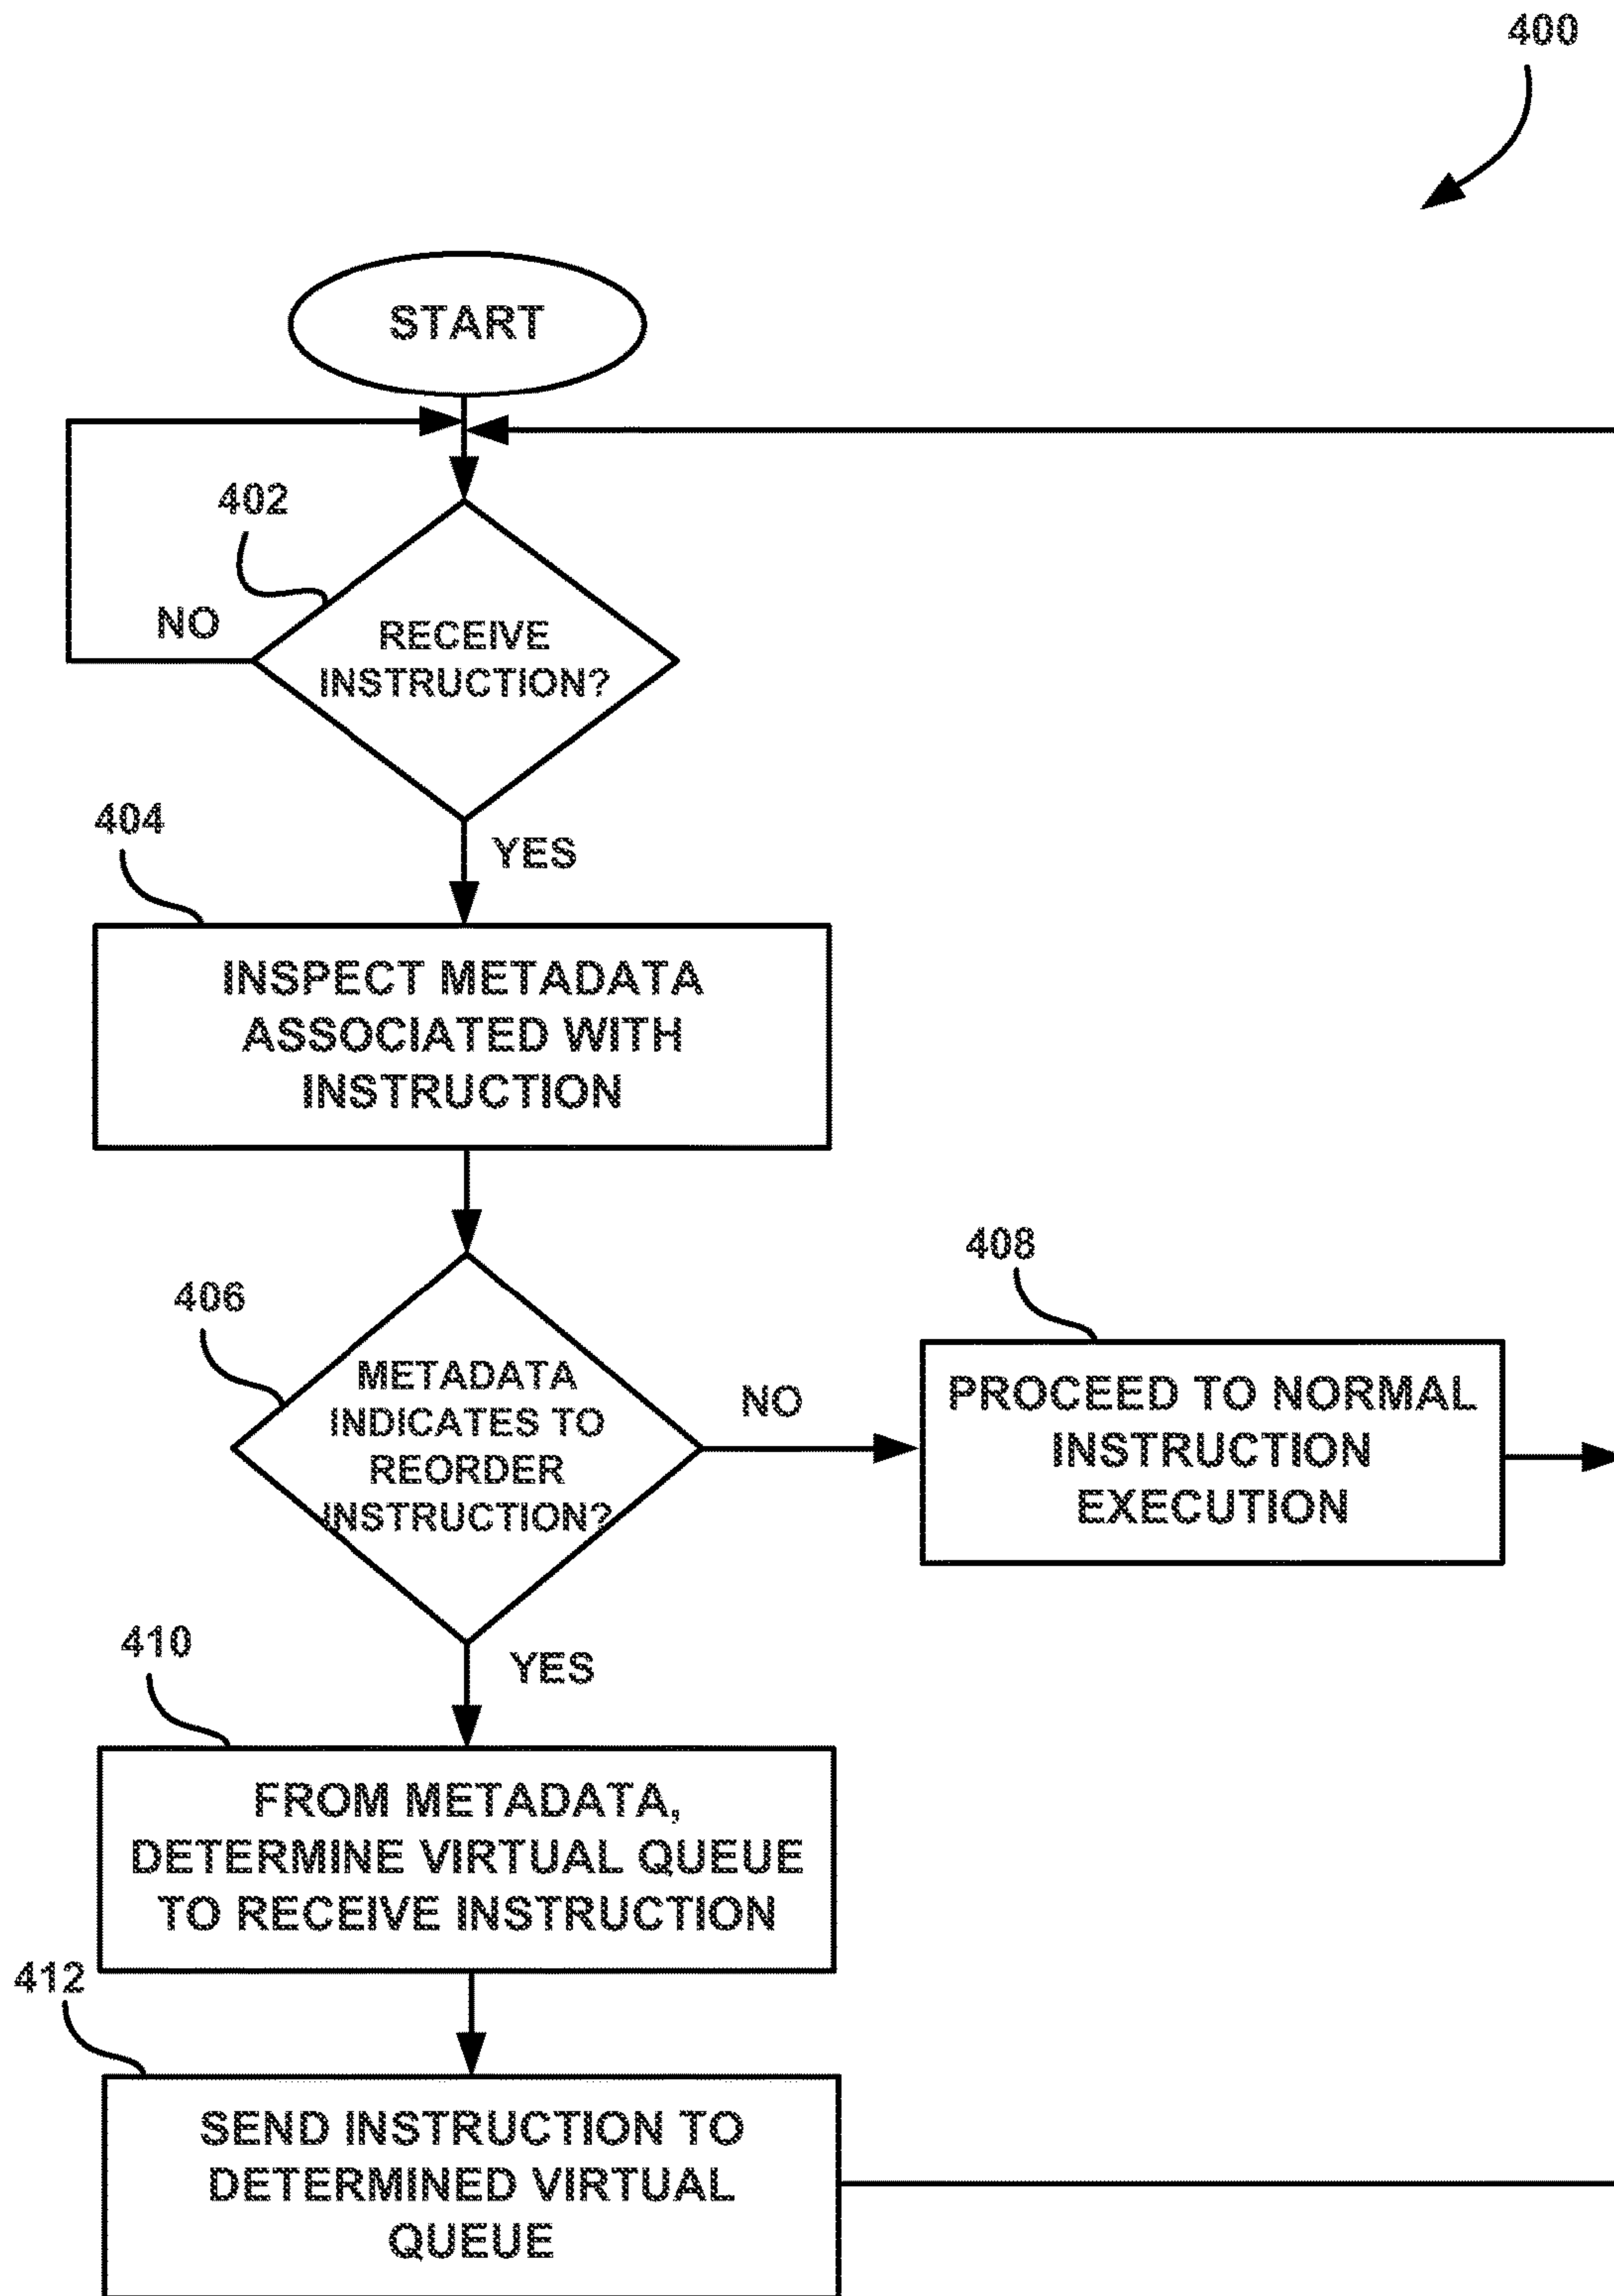 400
START
402
NO
RECEIVE
INSTRUCTION?
404
YES
INSPECT METADATA
ASSOCIATED WITH
INSTRUCTION
406
METADATA
INDICATES TO
REORDER
INSTRUCTION?
NO
408
PROCEED TO NORMAL
INSTRUCTION
EXECUTION
410
YES
FROM METADATA,
DETERMINE VIRTUAL QUEUE
TO RECEIVE INSTRUCTION
412
SEND INSTRUCTION TO
DETERMINED VIRTUAL
QUEUE